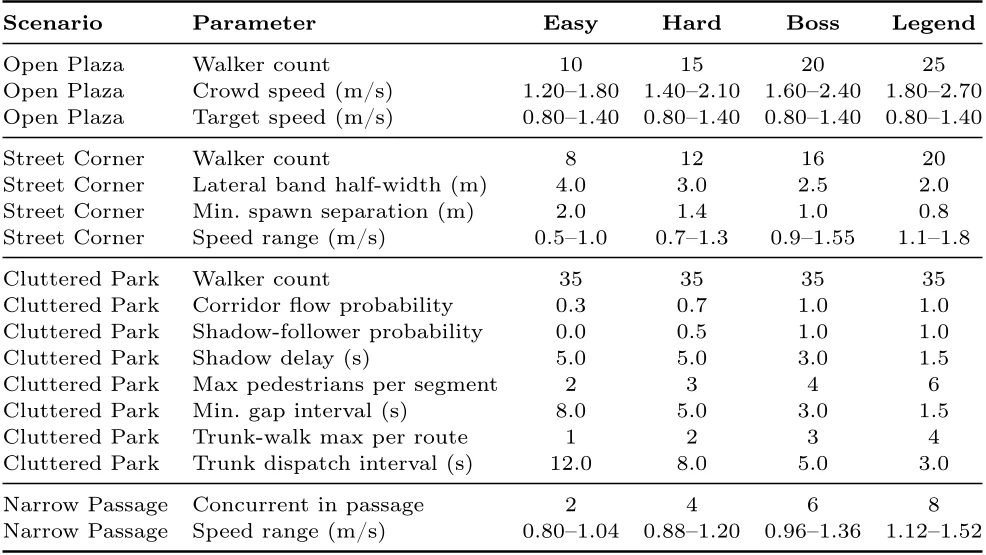 Scenario Parameter Easy Hard Boss Legend
Open Plaza Walker count 10 15 20 25
Open Plaza Crowd speed (m/s) 1.20–1.80 1.40–2.10 1.60–2.40 1.80–2.70
Open Plaza Target speed (m/s) 0.80–1.40 0.80–1.40 0.80–1.40 0.80–1.40
Street Corner Walker count 8 12 16 20
Street Corner Lateral band half-width (m) 4.0 3.0 2.5 2.0
Street Corner Min. spawn separation (m) 2.0 1.4 1.0 0.8
Street Corner Speed range (m/s) 0.5–1.0 0.7–1.3 0.9–1.55 1.1–1.8
Cluttered Park Walker count 35 35 35 35
Cluttered Park Corridor flow probability 0.3 0.7 1.0 1.0
Cluttered Park Shadow-follower probability 0.0 0.5 1.0 1.0
Cluttered Park Shadow delay (s) 5.0 5.0 3.0 1.5
Cluttered Park Max pedestrians per segment 2 3 4 6
Cluttered Park Min. gap interval (s) 8.0 5.0 3.0 1.5
Cluttered Park Trunk-walk max per route 1 2 3 4
Cluttered Park Trunk dispatch interval (s) 12.0 8.0 5.0 3.0
Narrow Passage Concurrent in passage 2 4 6 8
Narrow Passage Speed range (m/s) 0.80–1.04 0.88–1.20 0.96–1.36 1.12–1.52